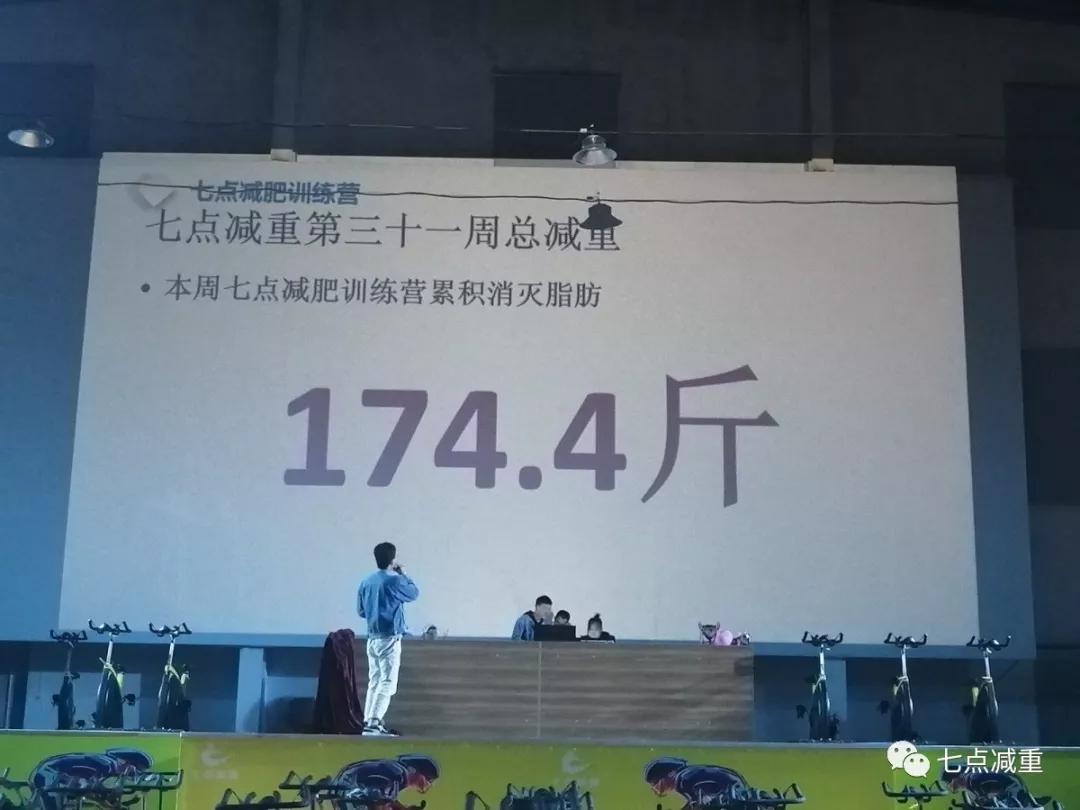 七点减肥训练营
七点减重第三十一周总减重
• 本周七点减肥训练营累积消灭脂肪
174.4斤
七点减重